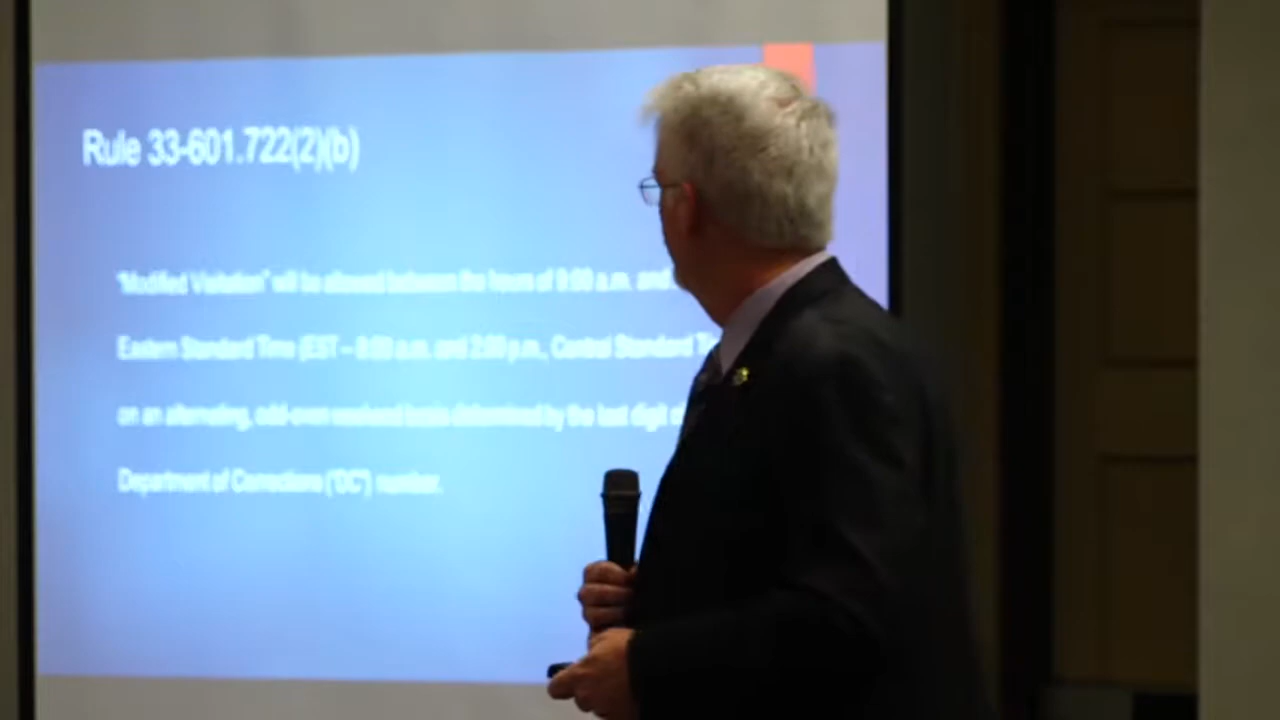 Rule 33-601.722(2)(b)
"Modified Visitation" will be allowed between the hours of 9:00 a.m. and
Eastern Standard Time (EST – 8:00 a.m. and 2:00 p.m., Central Standard
on an alternating, odd-even weekend basis determined by the last digit
Department of Corrections ("DC") number.